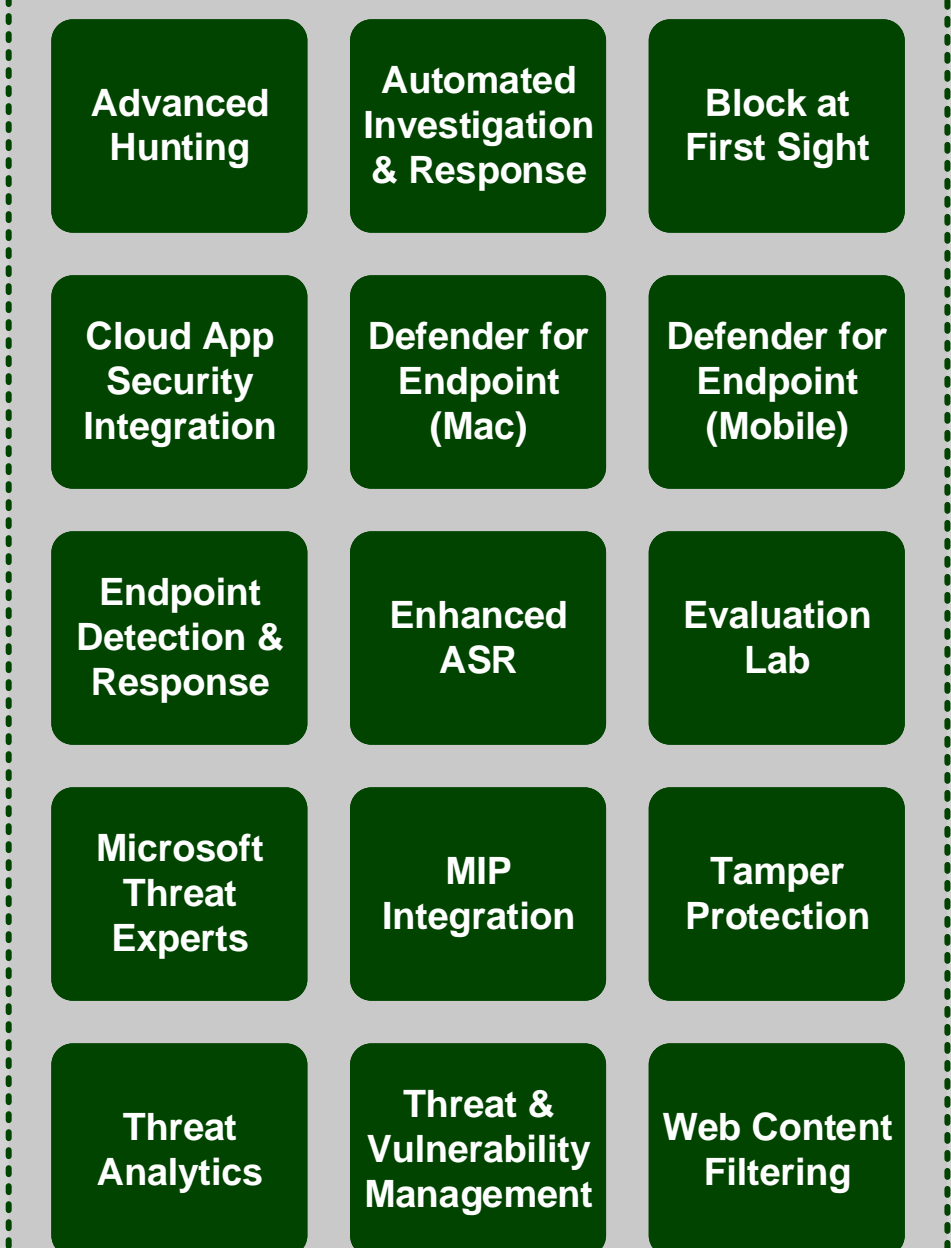 Advanced
Hunting
Automated
Investigation
& Response
Block at
First Sight
Cloud App
Security
Integration
Defender for
Endpoint
(Mac)
Defender for
Endpoint
(Mobile)
Endpoint
Detection &
Response
Enhanced
ASR
Evaluation
Lab
Microsoft
Threat
Experts
MIP
Integration
Tamper
Protection
Threat
Analytics
Threat &
Vulnerability
Management
Web Content
Filtering